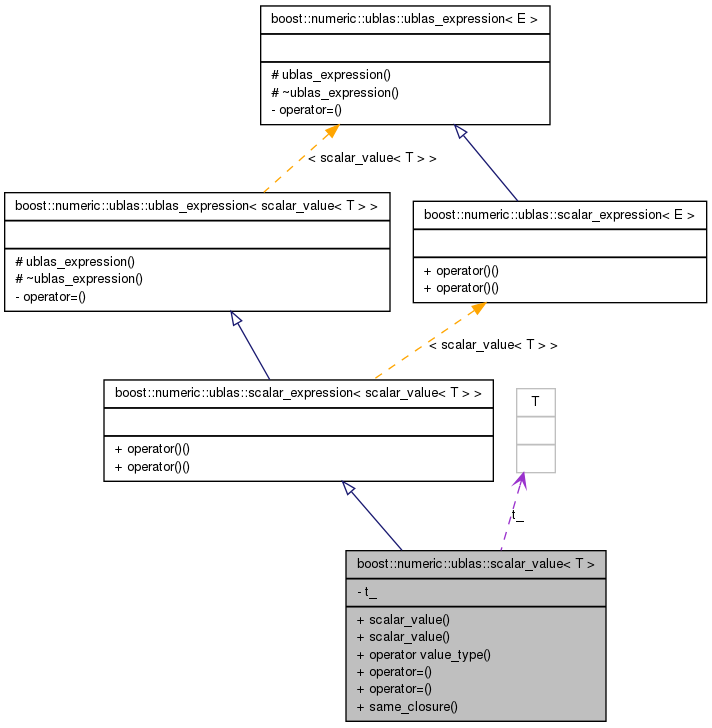 boost::numeric::ublas::ublas_expression< E >
# ublas_expression()
# ~ublas_expression()
- operator=()
< scalar_value< T > >
boost::numeric::ublas::ublas_expression< scalar_value< T > >
# ublas_expression()
# ~ublas_expression()
- operator=()
boost::numeric::ublas::scalar_expression< E >
+ operator()()
+ operator()()
< scalar_value< T > >
boost::numeric::ublas::scalar_expression< scalar_value< T > >
+ operator()()
+ operator()()
T
t_
boost::numeric::ublas::scalar_value< T >
- t_
+ scalar_value()
+ scalar_value()
+ operator value_type()
+ operator=()
+ operator=()
+ same_closure()